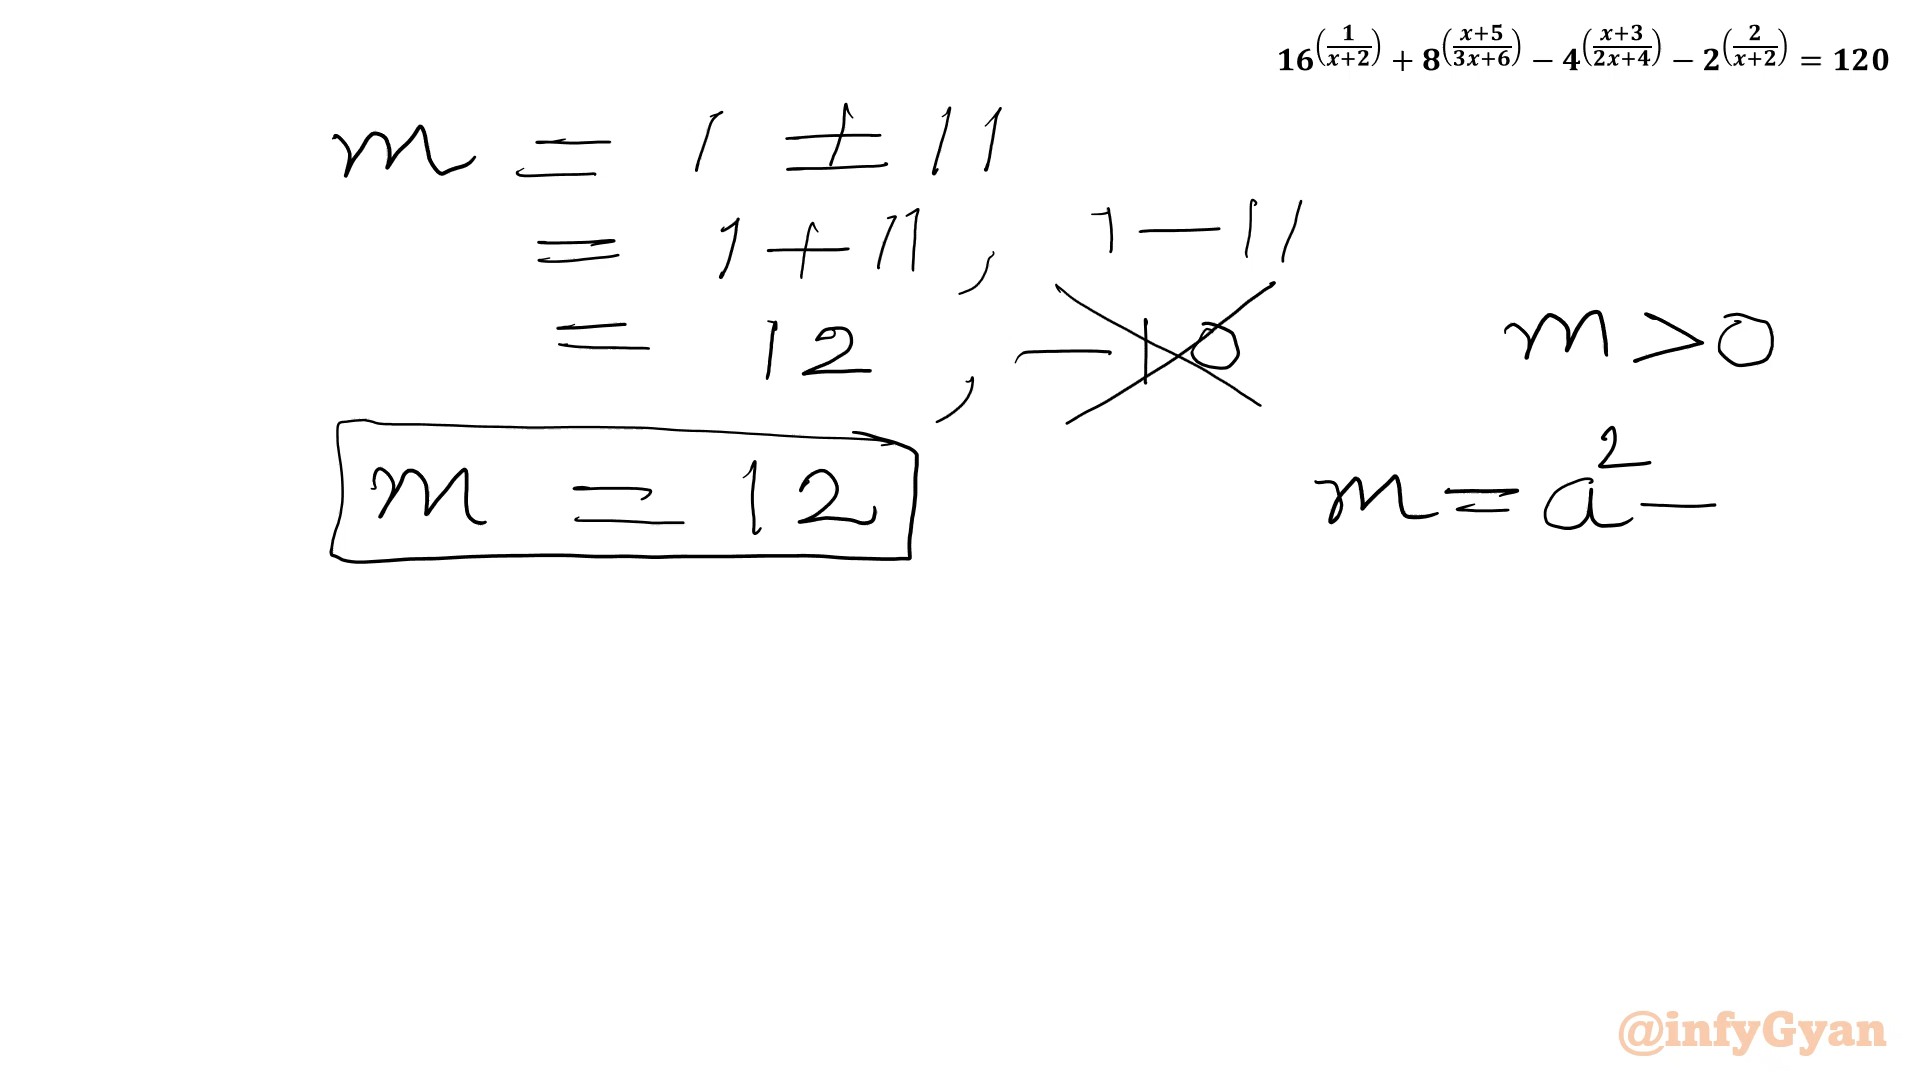 16^(1/(x+2)) + 8^((x+5)/(3x+6)) − 4^((x+3)/(2x+4)) − 2^(2/(x+2)) = 120
m = 1 ± 11
= 1 + 11 , 1 − 11
= 12 , −10
m > 0
m = 12
m = a² −
@infyGyan